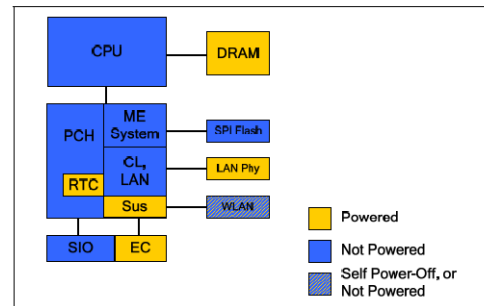 CPU
DRAM
PCH
ME
System
SPI Flash
CL,
LAN
LAN Phy
RTC
Sus
WLAN
SIO
EC
Powered
Not Powered
Self Power-Off, or
Not Powered